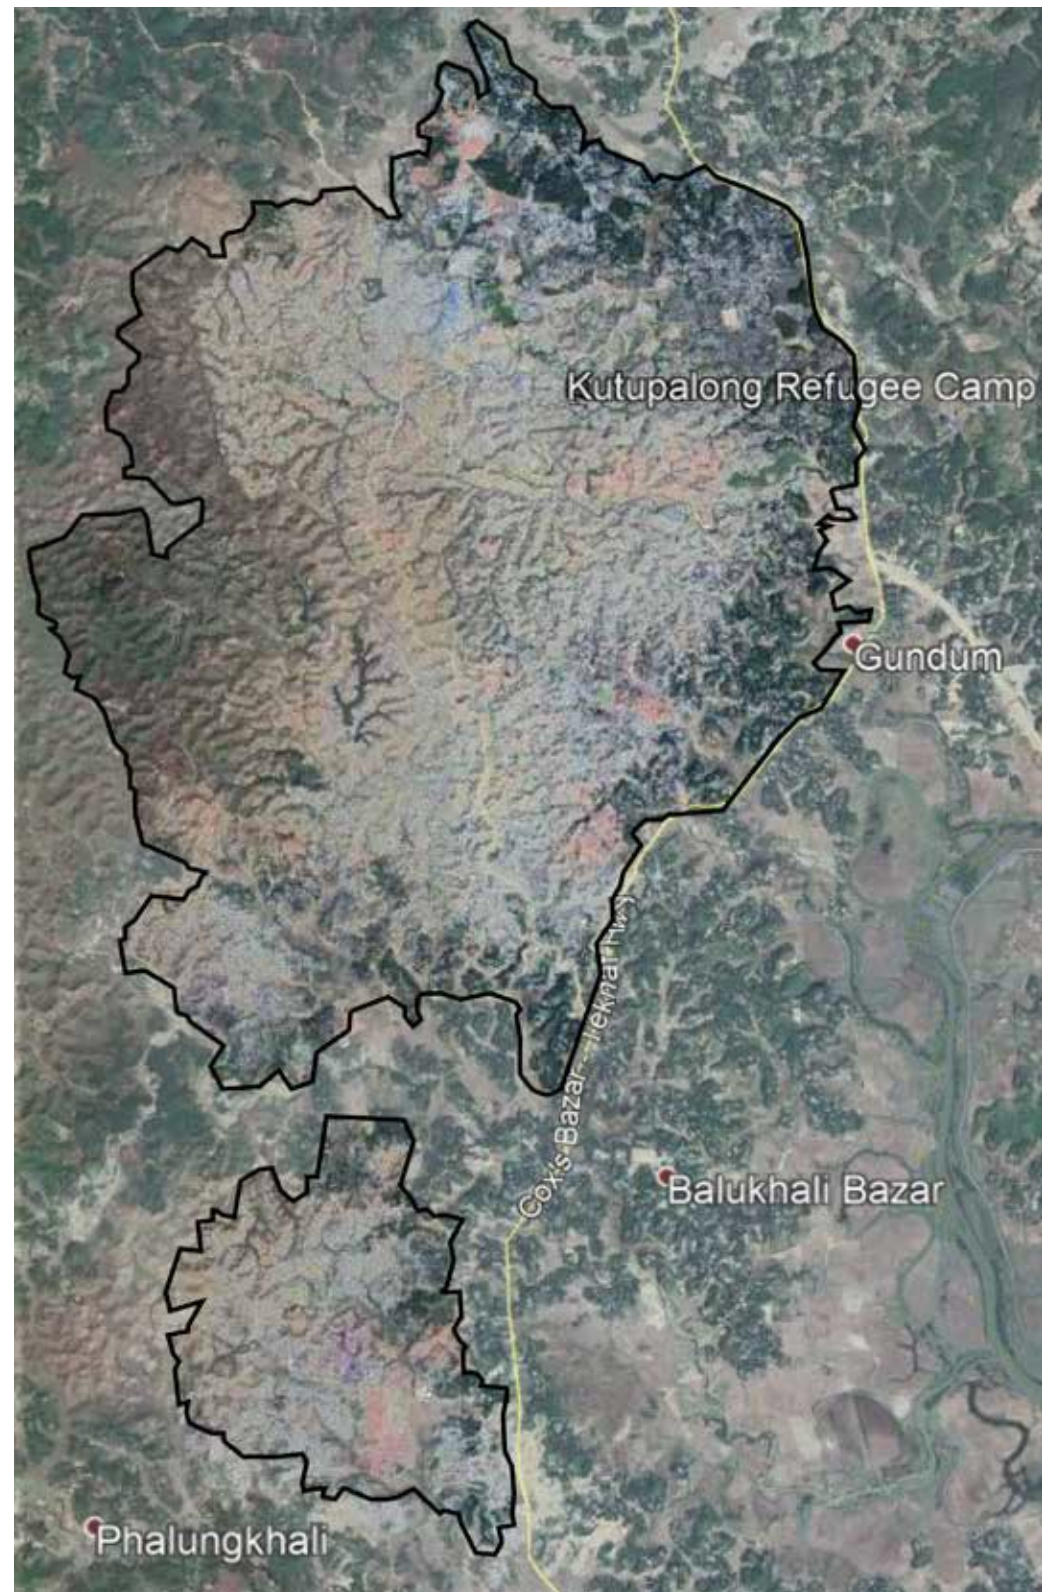 Kutupalong Refugee Camp
Gundum
Cox's Bazar - Teknaf Hwy
Balukhali Bazar
Phalungkhali